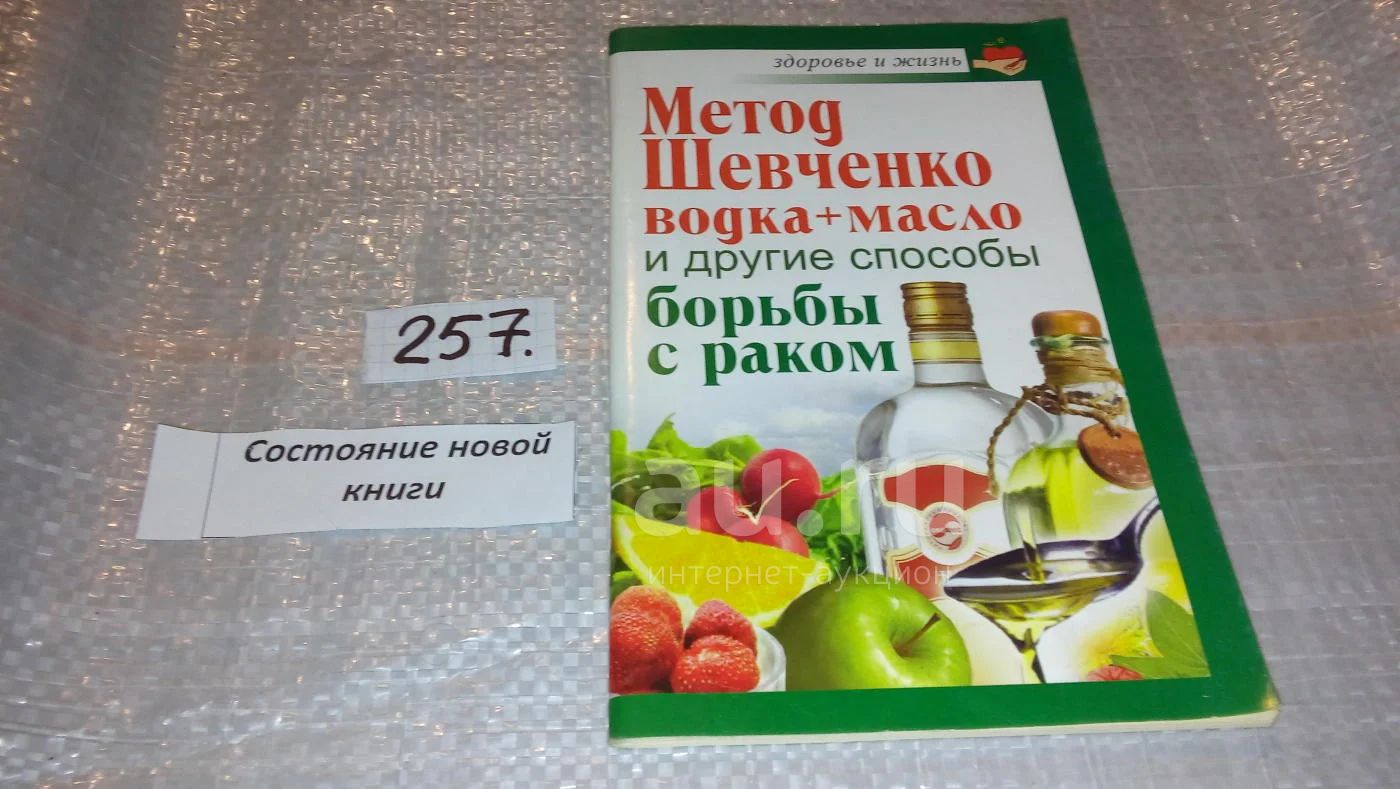 здоровье и жизнь
Метод
Шевченко
водка+масло
и другие способы
борьбы
с раком
257.
Состояние новой
книги
au.ru
интернет-аукцион